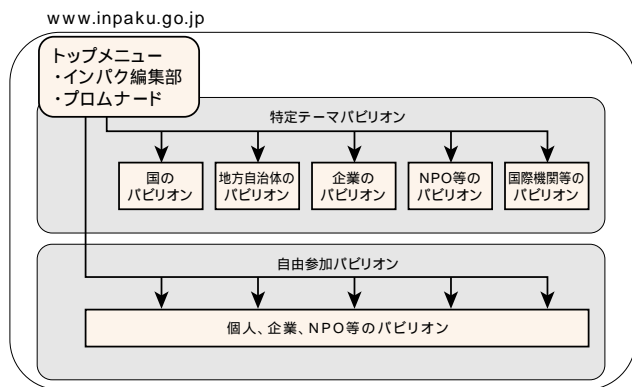 www.inpaku.go.jp
トップメニュー
・インパク編集部
・プロムナード
特定テーマパビリオン
国の
パビリオン
地方自治体の
パビリオン
企業の
パビリオン
NPO等の
パビリオン
国際機関等の
パビリオン
自由参加パビリオン
個人、企業、NPO等のパビリオン